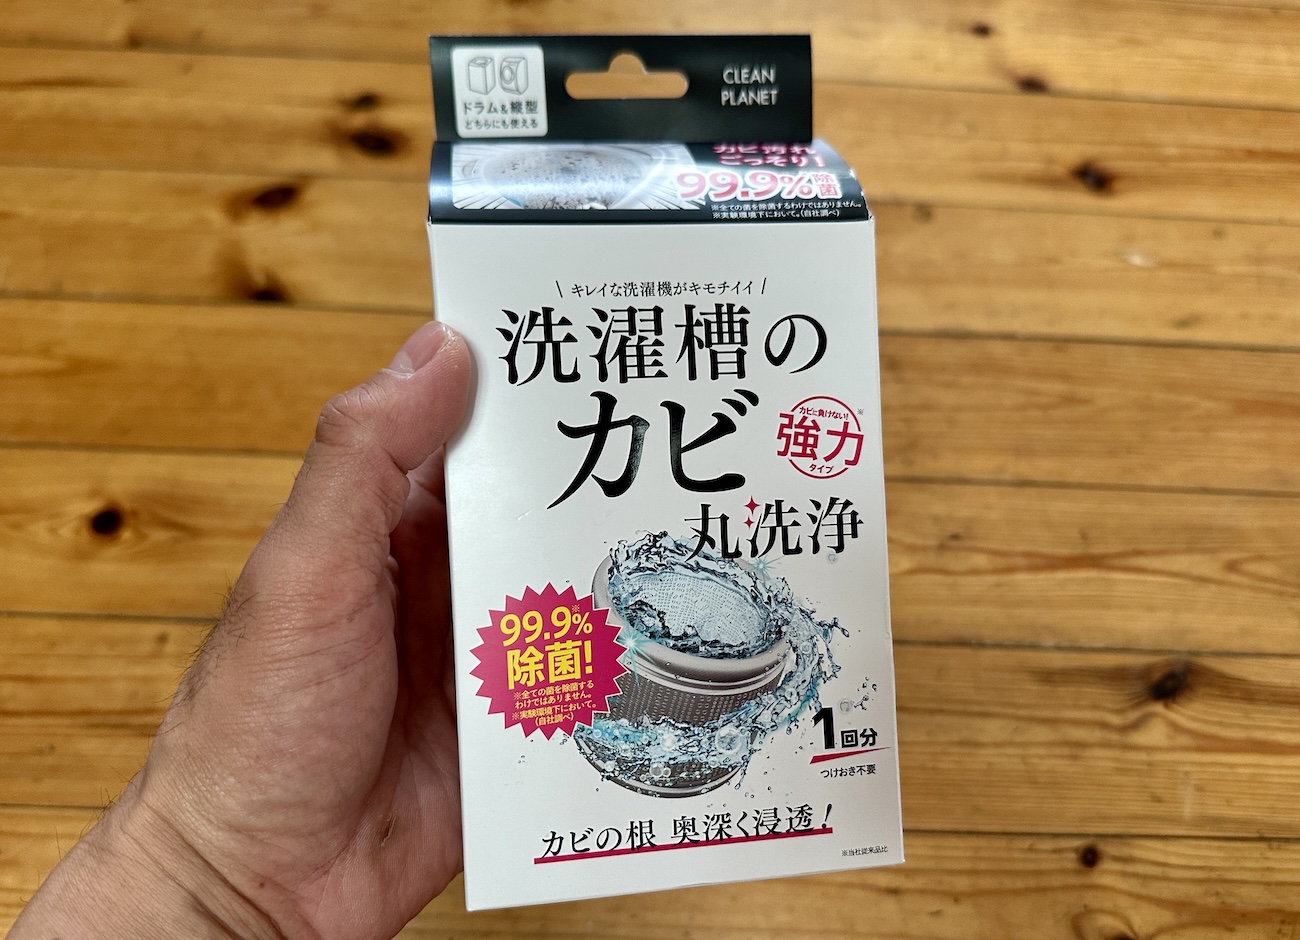 ドラム&縦型
どちらにも使える
CLEAN
PLANET
カビ汚れ
ごっそり!
99.9%除菌
※全ての菌を除菌するわけではありません。
※実験環境下において。(自社調べ)
\ キレイな洗濯機がキモチイイ /
洗濯槽の
カビ
丸洗浄
カビに負けない!
※
強力
タイプ
99.9%※
除菌!
※全ての菌を除菌する
わけではありません。
※実験環境下において。
(自社調べ)
1回分
つけおき不要
カビの根 奥深く浸透!
※当社従来品比